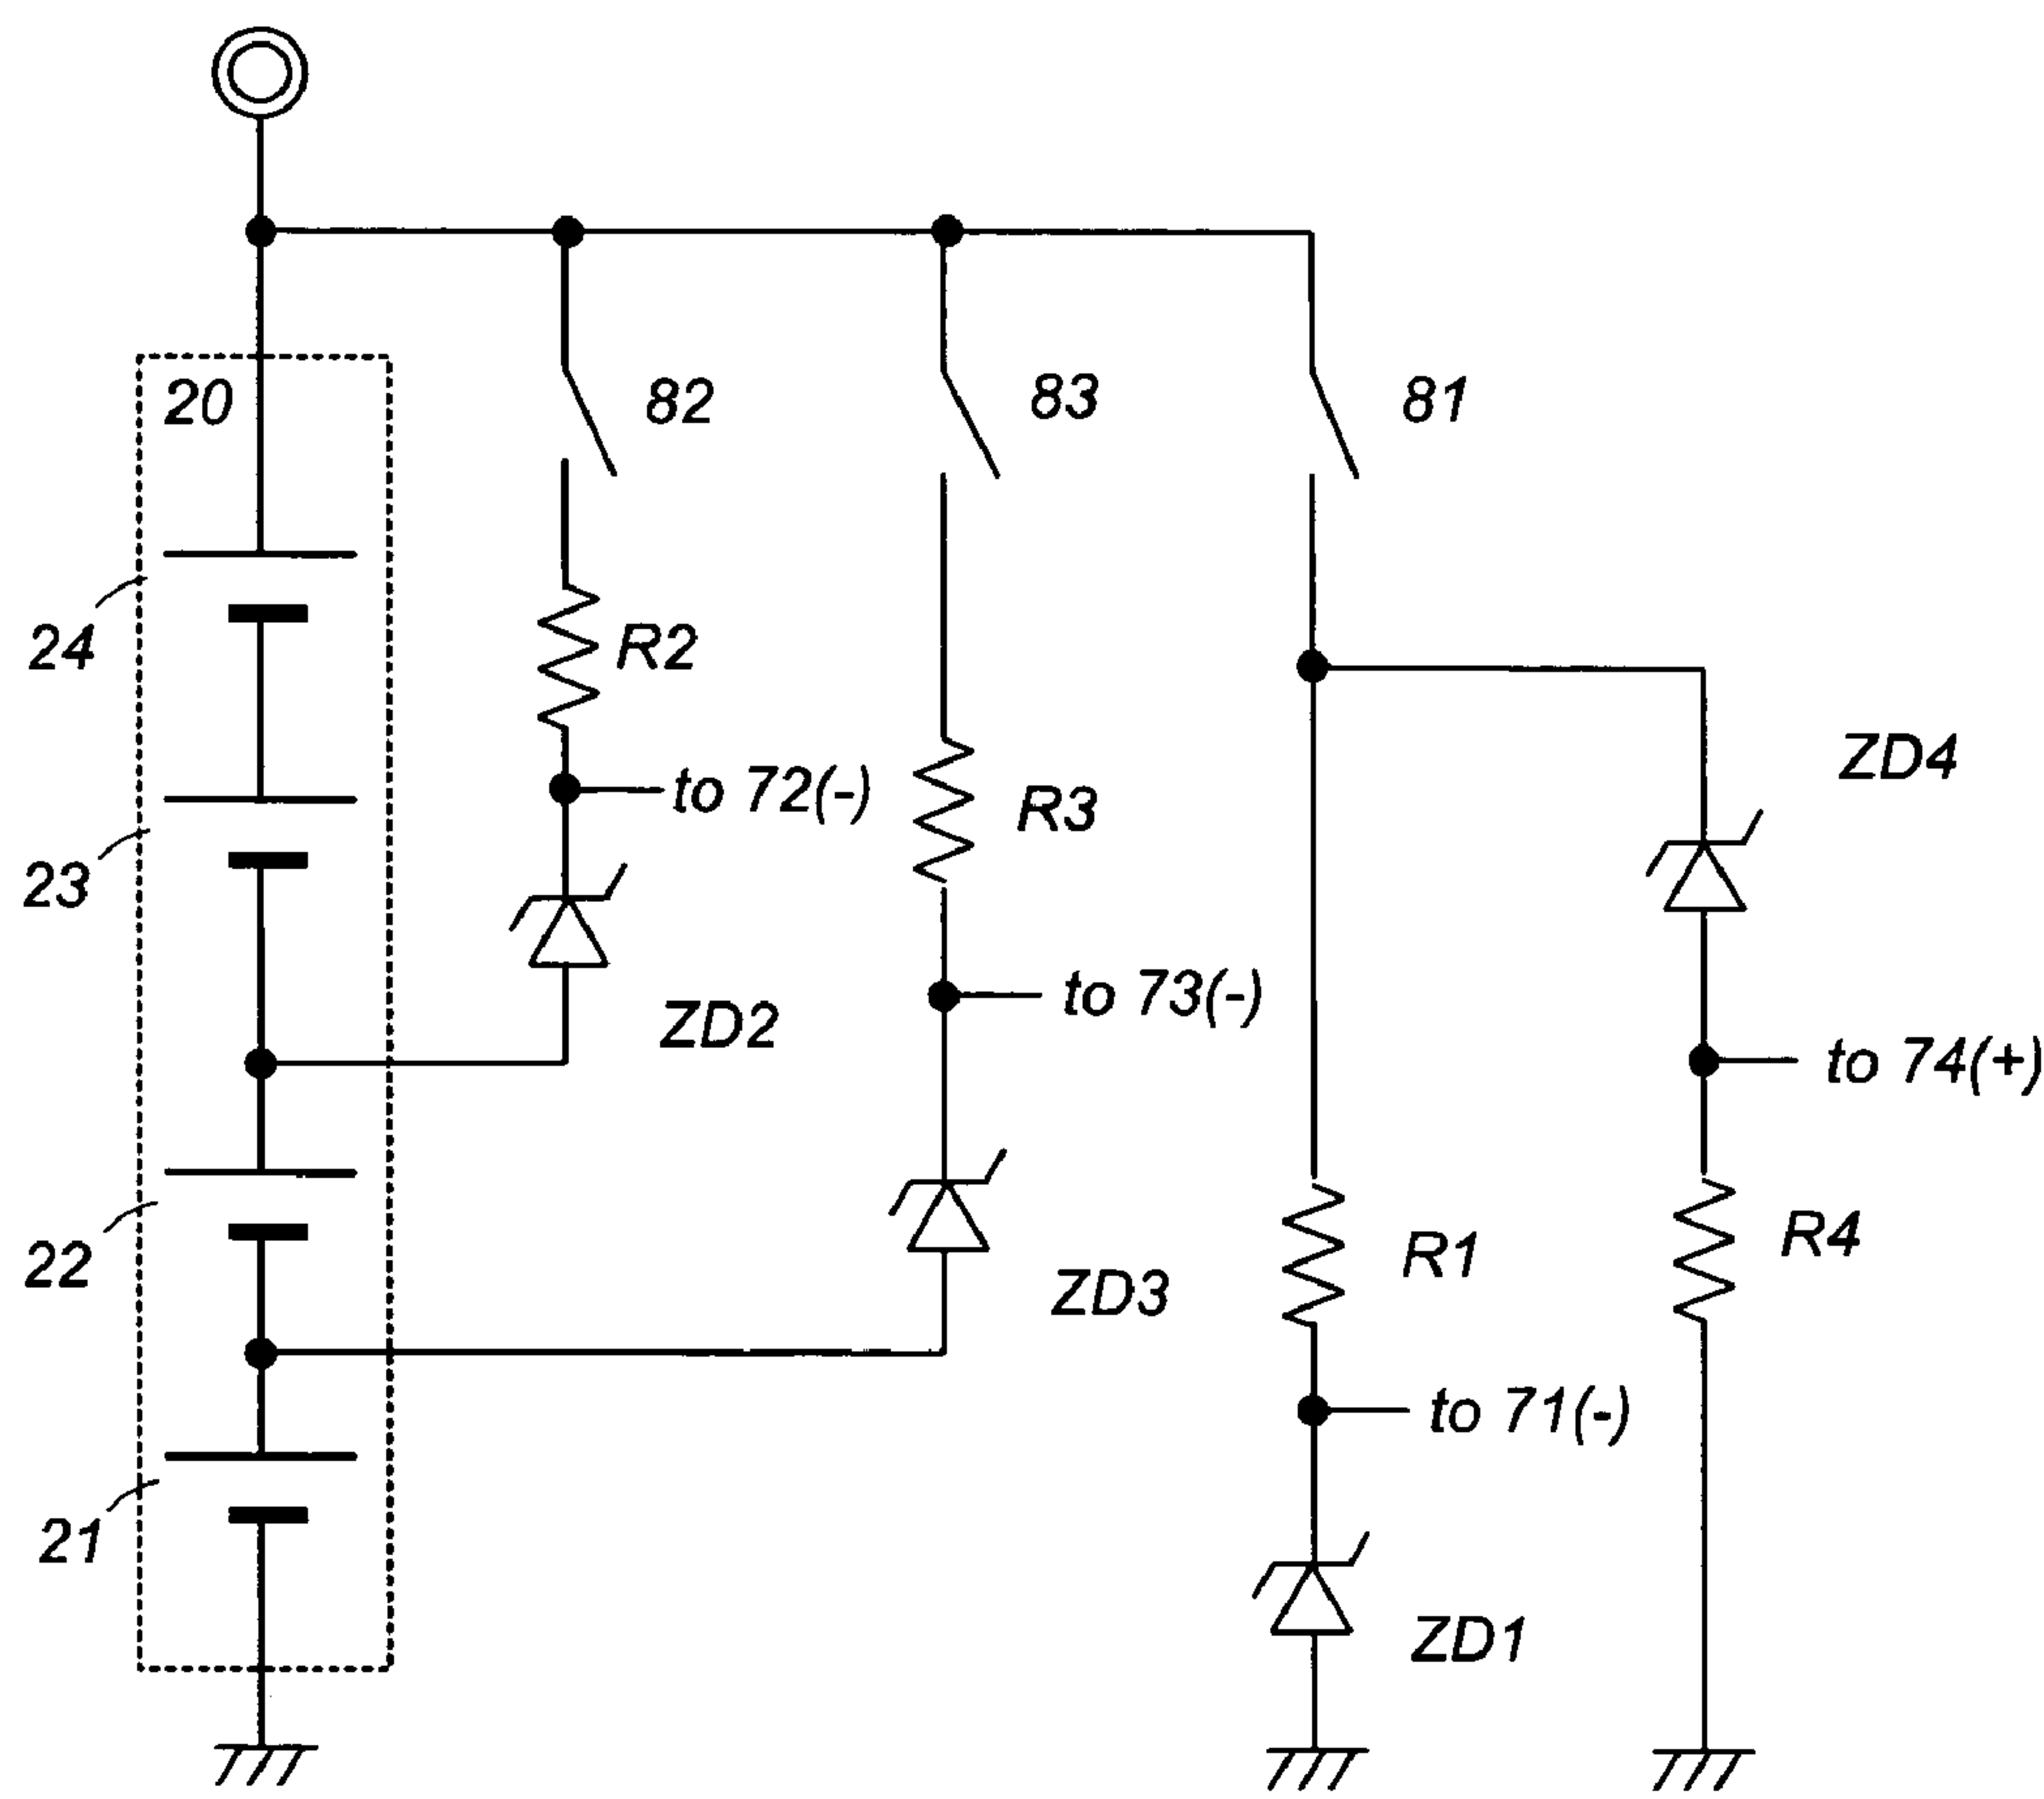 20
82
83
81
24
R2
ZD4
to 72(-)
R3
23
to 73(-)
ZD2
to 74(+)
22
R1
R4
ZD3
to 71(-)
21
ZD1